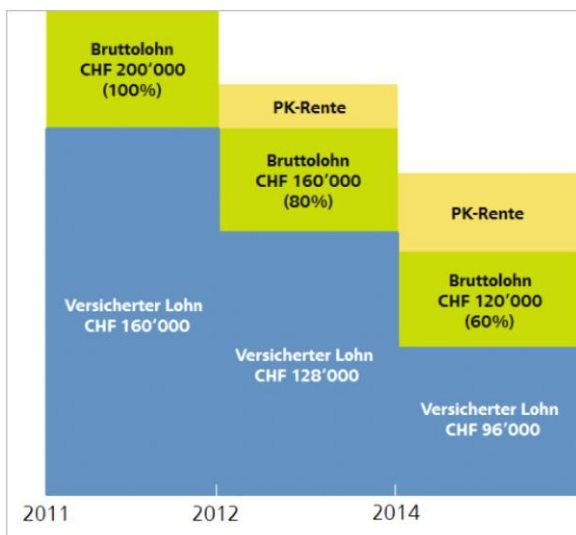 Bruttolohn
CHF 200’000
(100%)
PK-Rente
Bruttolohn
CHF 160’000
(80%)
PK-Rente
Bruttolohn
CHF 120’000
(60%)
Versicherter Lohn
CHF 160’000
Versicherter Lohn
CHF 128’000
Versicherter Lohn
CHF 96’000
2011
2012
2014